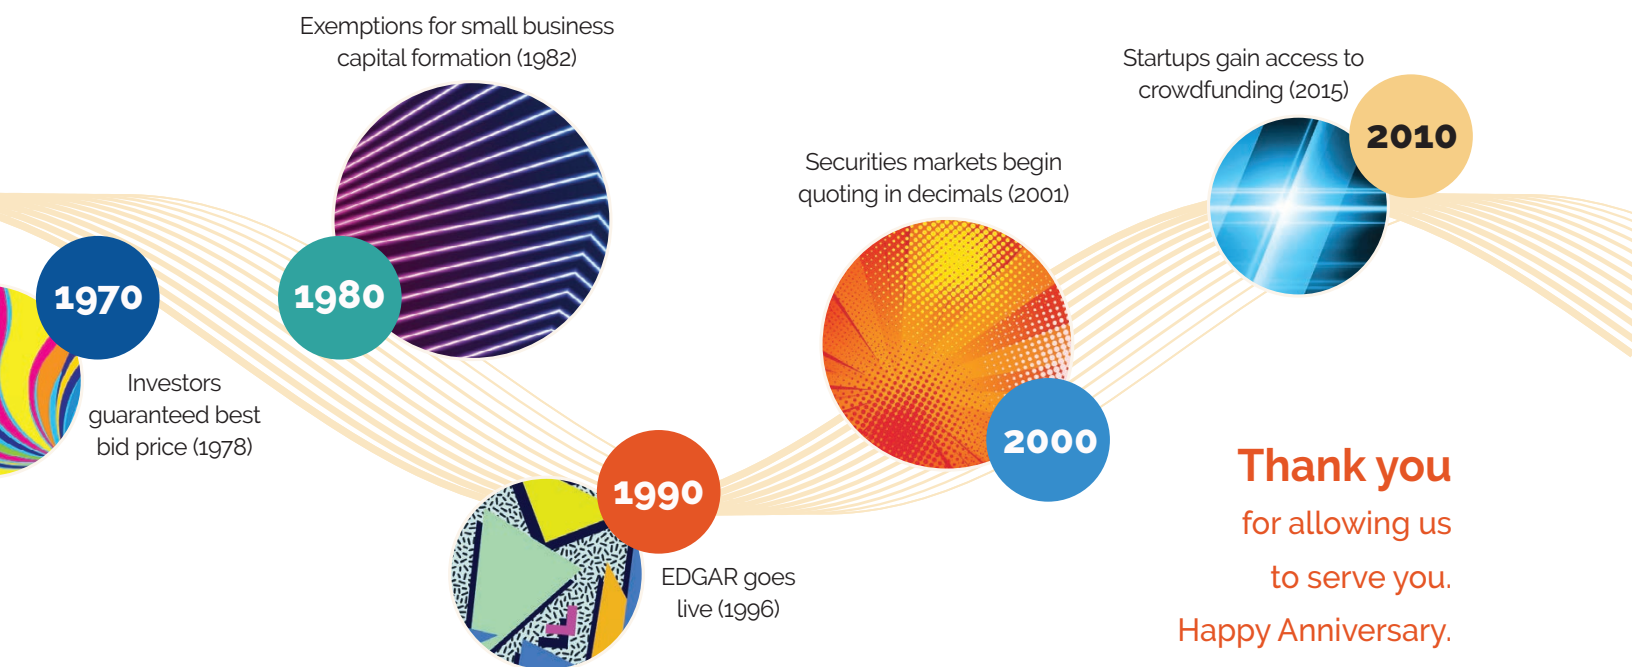 1970
Investors
guaranteed best
bid price (1978)
Exemptions for small business
capital formation (1982)
1980
1990
EDGAR goes
live (1996)
Securities markets begin
quoting in decimals (2001)
2000
Startups gain access to
crowdfunding (2015)
2010
Thank you
for allowing us
to serve you.
Happy Anniversary.